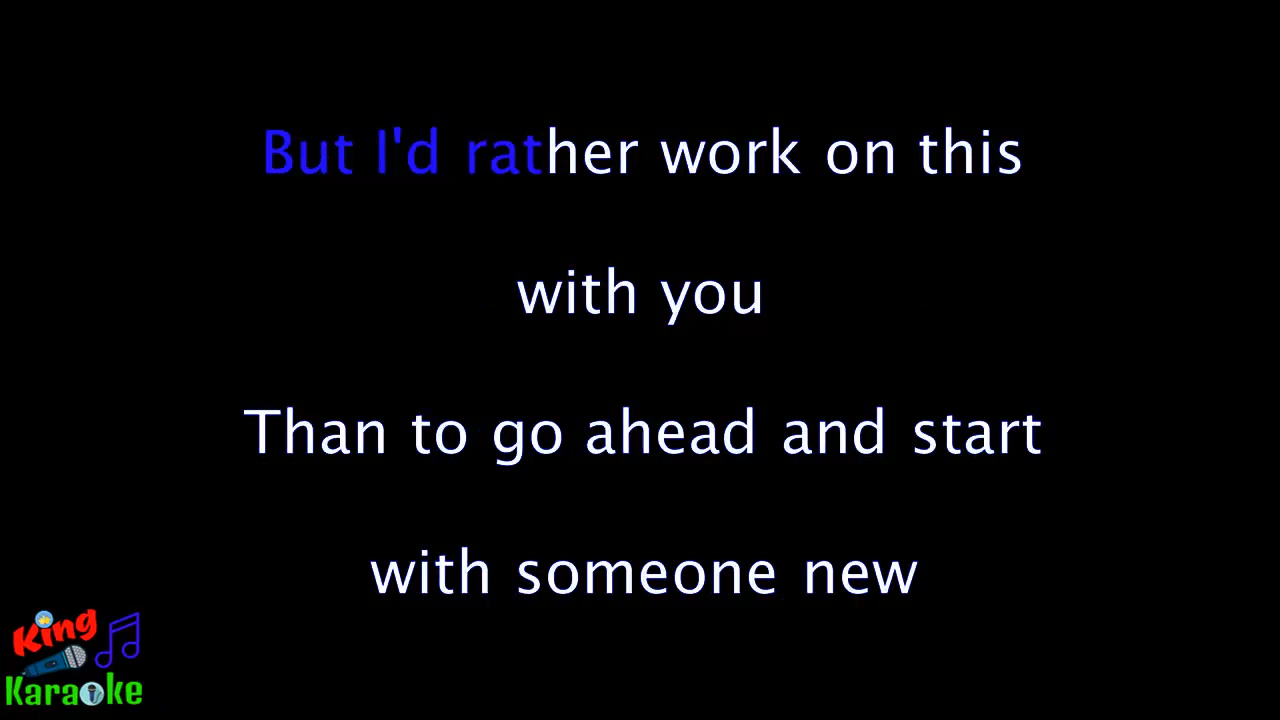 But I'd rather work on this
with you
Than to go ahead and start
with someone new
King
Karaoke